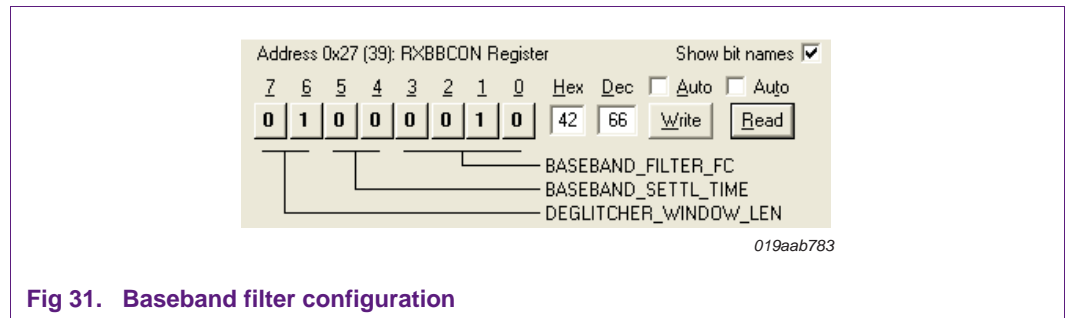 Address 0x27 (39): RXBBCON Register Show bit names
7 6 5 4 3 2 1 0 Hex Dec Auto Auto
0 1 0 0 0 0 1 0 42 66 Write Read
BASEBAND_FILTER_FC
BASEBAND_SETTL_TIME
DEGLITCHER_WINDOW_LEN
019aab783
Fig 31. Baseband filter configuration